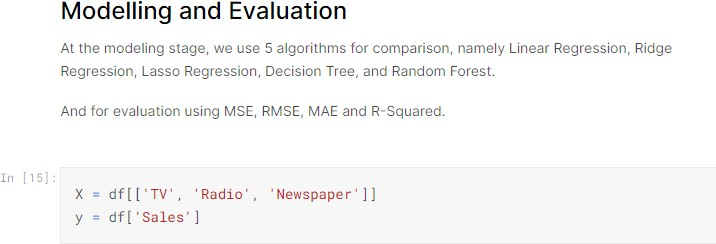 Modelling and Evaluation
At the modeling stage, we use 5 algorithms for comparison, namely Linear Regression, Ridge
Regression, Lasso Regression, Decision Tree, and Random Forest.
And for evaluation using MSE, RMSE, MAE and R-Squared.
In [15]:
X = df[['TV', 'Radio', 'Newspaper']]
y = df['Sales']